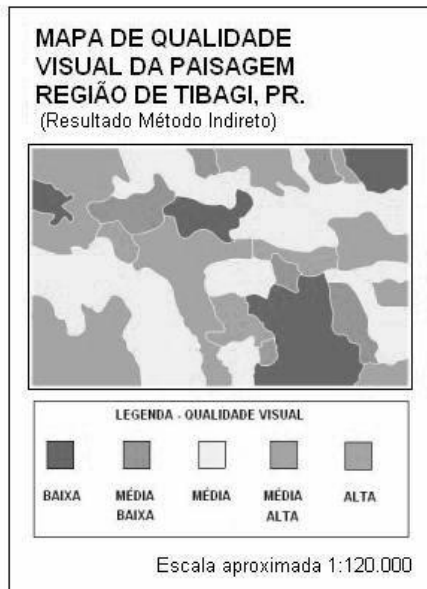 MAPA DE QUALIDADE
VISUAL DA PAISAGEM
REGIÃO DE TIBAGI, PR.
(Resultado Método Indireto)
LEGENDA - QUALIDADE VISUAL
BAIXA
MÉDIA BAIXA
MÉDIA
MÉDIA ALTA
ALTA
Escala aproximada 1:120.000